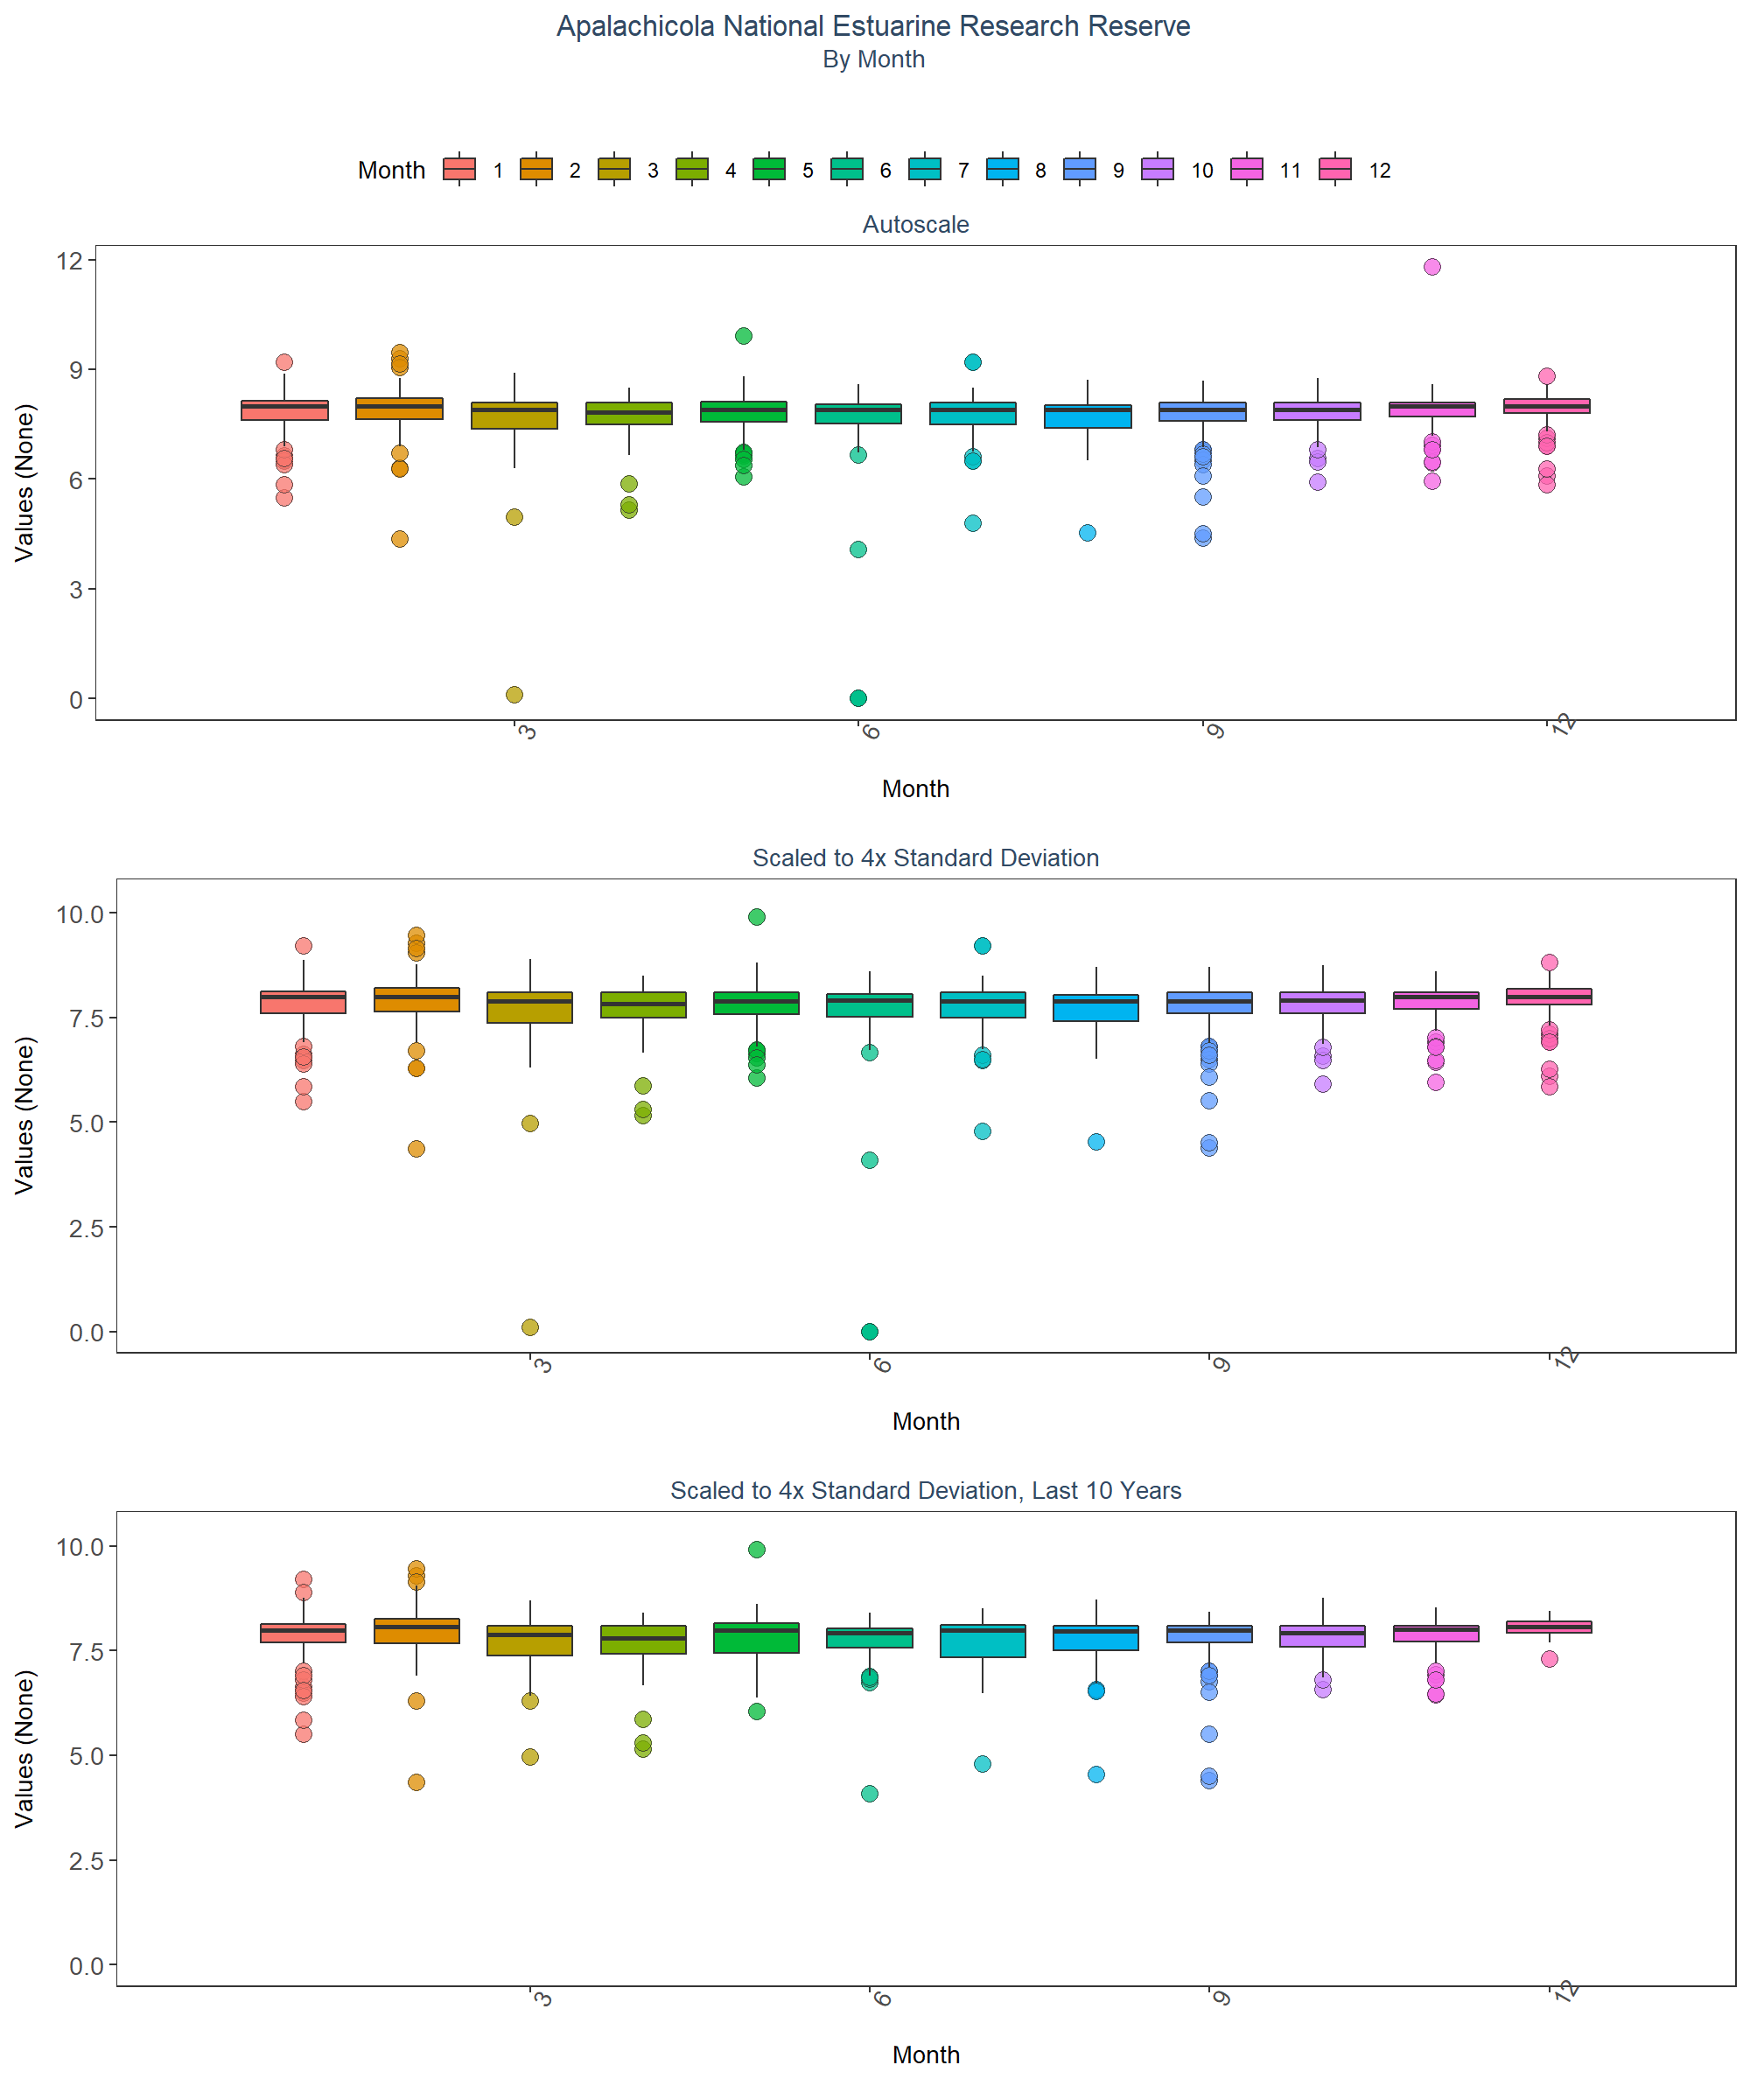 Apalachicola National Estuarine Research Reserve
By Month
Month 1 2 3 4 5 6 7 8 9 10 11 12
Autoscale
Values (None)
12
9
6
3
0
3 6 9 12
Month
Scaled to 4x Standard Deviation
Values (None)
10.0
7.5
5.0
2.5
0.0
3 6 9 12
Month
Scaled to 4x Standard Deviation, Last 10 Years
Values (None)
10.0
7.5
5.0
2.5
0.0
3 6 9 12
Month